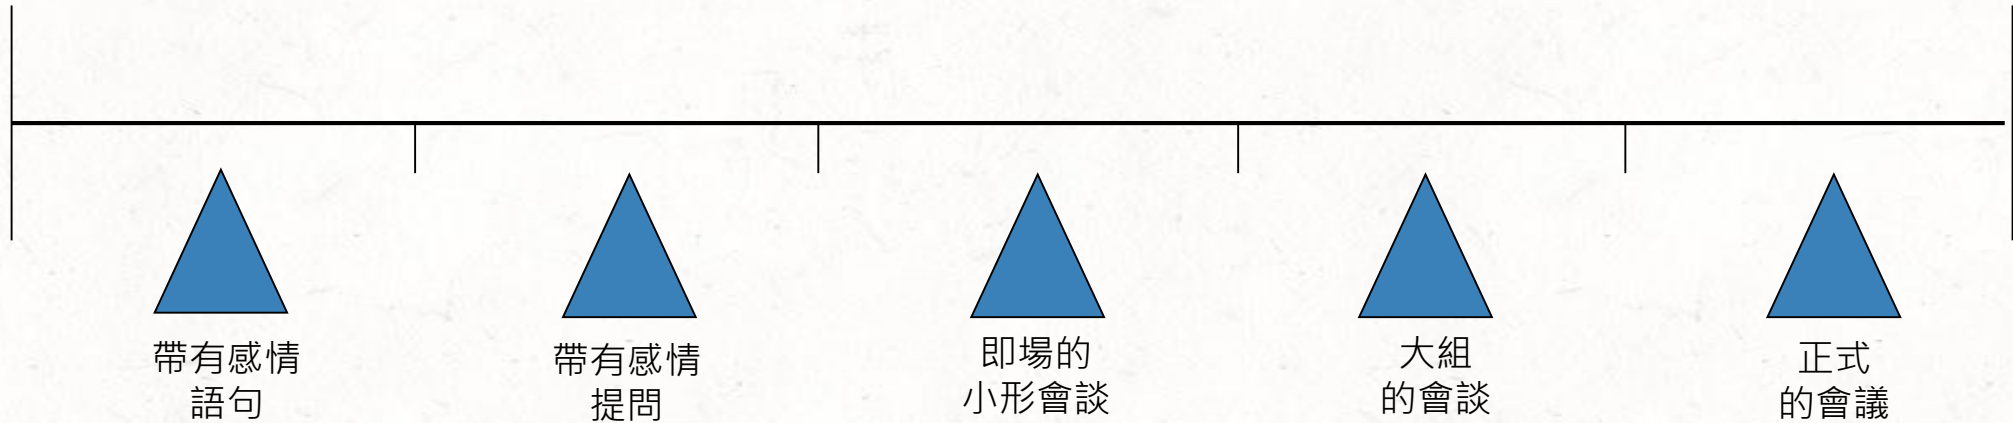 帶有感情
語句
帶有感情
提問
即場的
小形會談
大組
的會談
正式
的會議